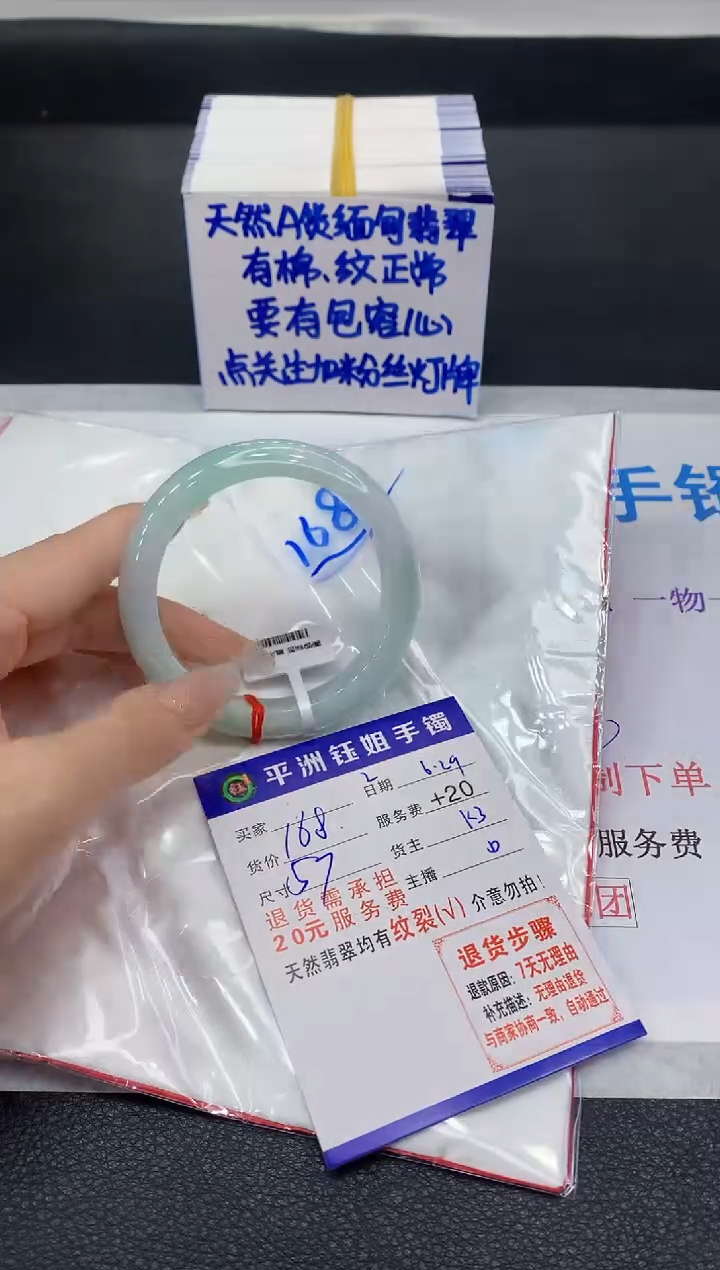 天然A货缅甸翡翠
有棉、纹正常
要有包容心
点关注加粉丝灯牌
168
手镯
一物一
平洲钰姐手镯
买家 2 日期 6.29
货价 168. 服务费 +20
尺寸 57 货主 K3
主播 D
退货需承担
20元服务费
天然翡翠均有纹裂(√) 介意勿拍！
退货步骤
退款原因：7天无理由
补充描述：无理由退货
与商家协商一致，自动通过
制下单
服务费
团